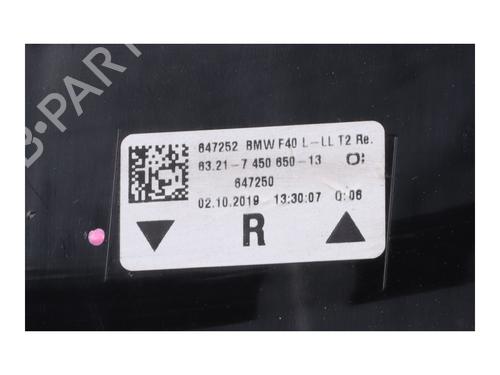 B-PARTS
647252 BMW F40 L-LL T2 Re.
63.21-7 450 650-13
647250
02.10.2019 13:30:07 0:06
R